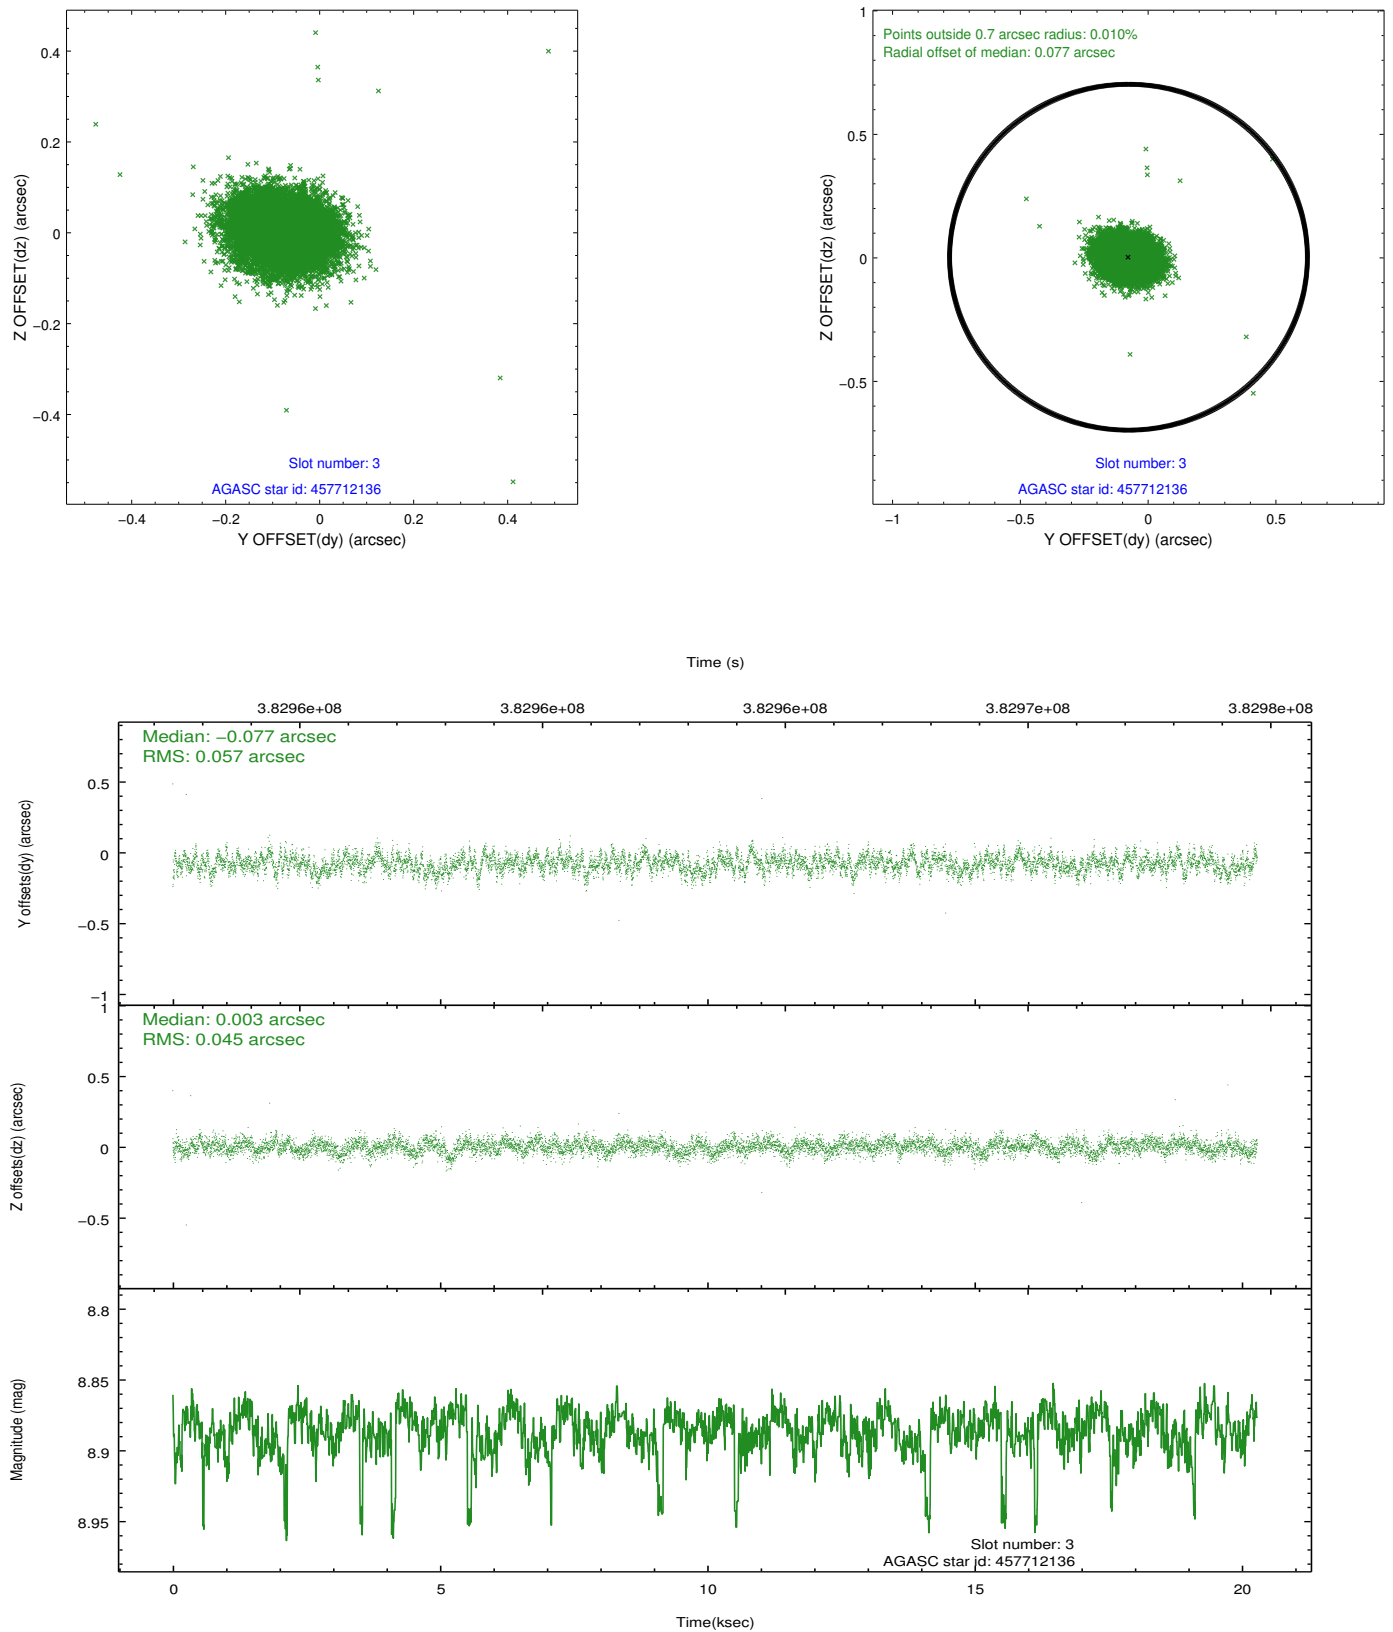 0.4
0.2
0
−0.2
−0.4
Z OFFSET(dz) (arcsec)
Slot number: 3
AGASC star id: 457712136
−0.4
−0.2
0
0.2
0.4
Y OFFSET(dy) (arcsec)
1
0.5
0
−0.5
Z OFFSET(dz) (arcsec)
Points outside 0.7 arcsec radius: 0.010%
Radial offset of median: 0.077 arcsec
Slot number: 3
AGASC star id: 457712136
−1
−0.5
0
0.5
Y OFFSET(dy) (arcsec)
Time (s)
3.8296e+08
3.8296e+08
3.8296e+08
3.8297e+08
3.8298e+08
Median: −0.077 arcsec
RMS: 0.057 arcsec
0.5
0
−0.5
−1
Y offsets(dy) (arcsec)
Median: 0.003 arcsec
RMS: 0.045 arcsec
1
0.5
0
−0.5
Z offsets(dz) (arcsec)
8.8
8.85
8.9
8.95
Magnitude (mag)
Slot number: 3
AGASC star id: 457712136
0
5
10
15
20
Time(ksec)